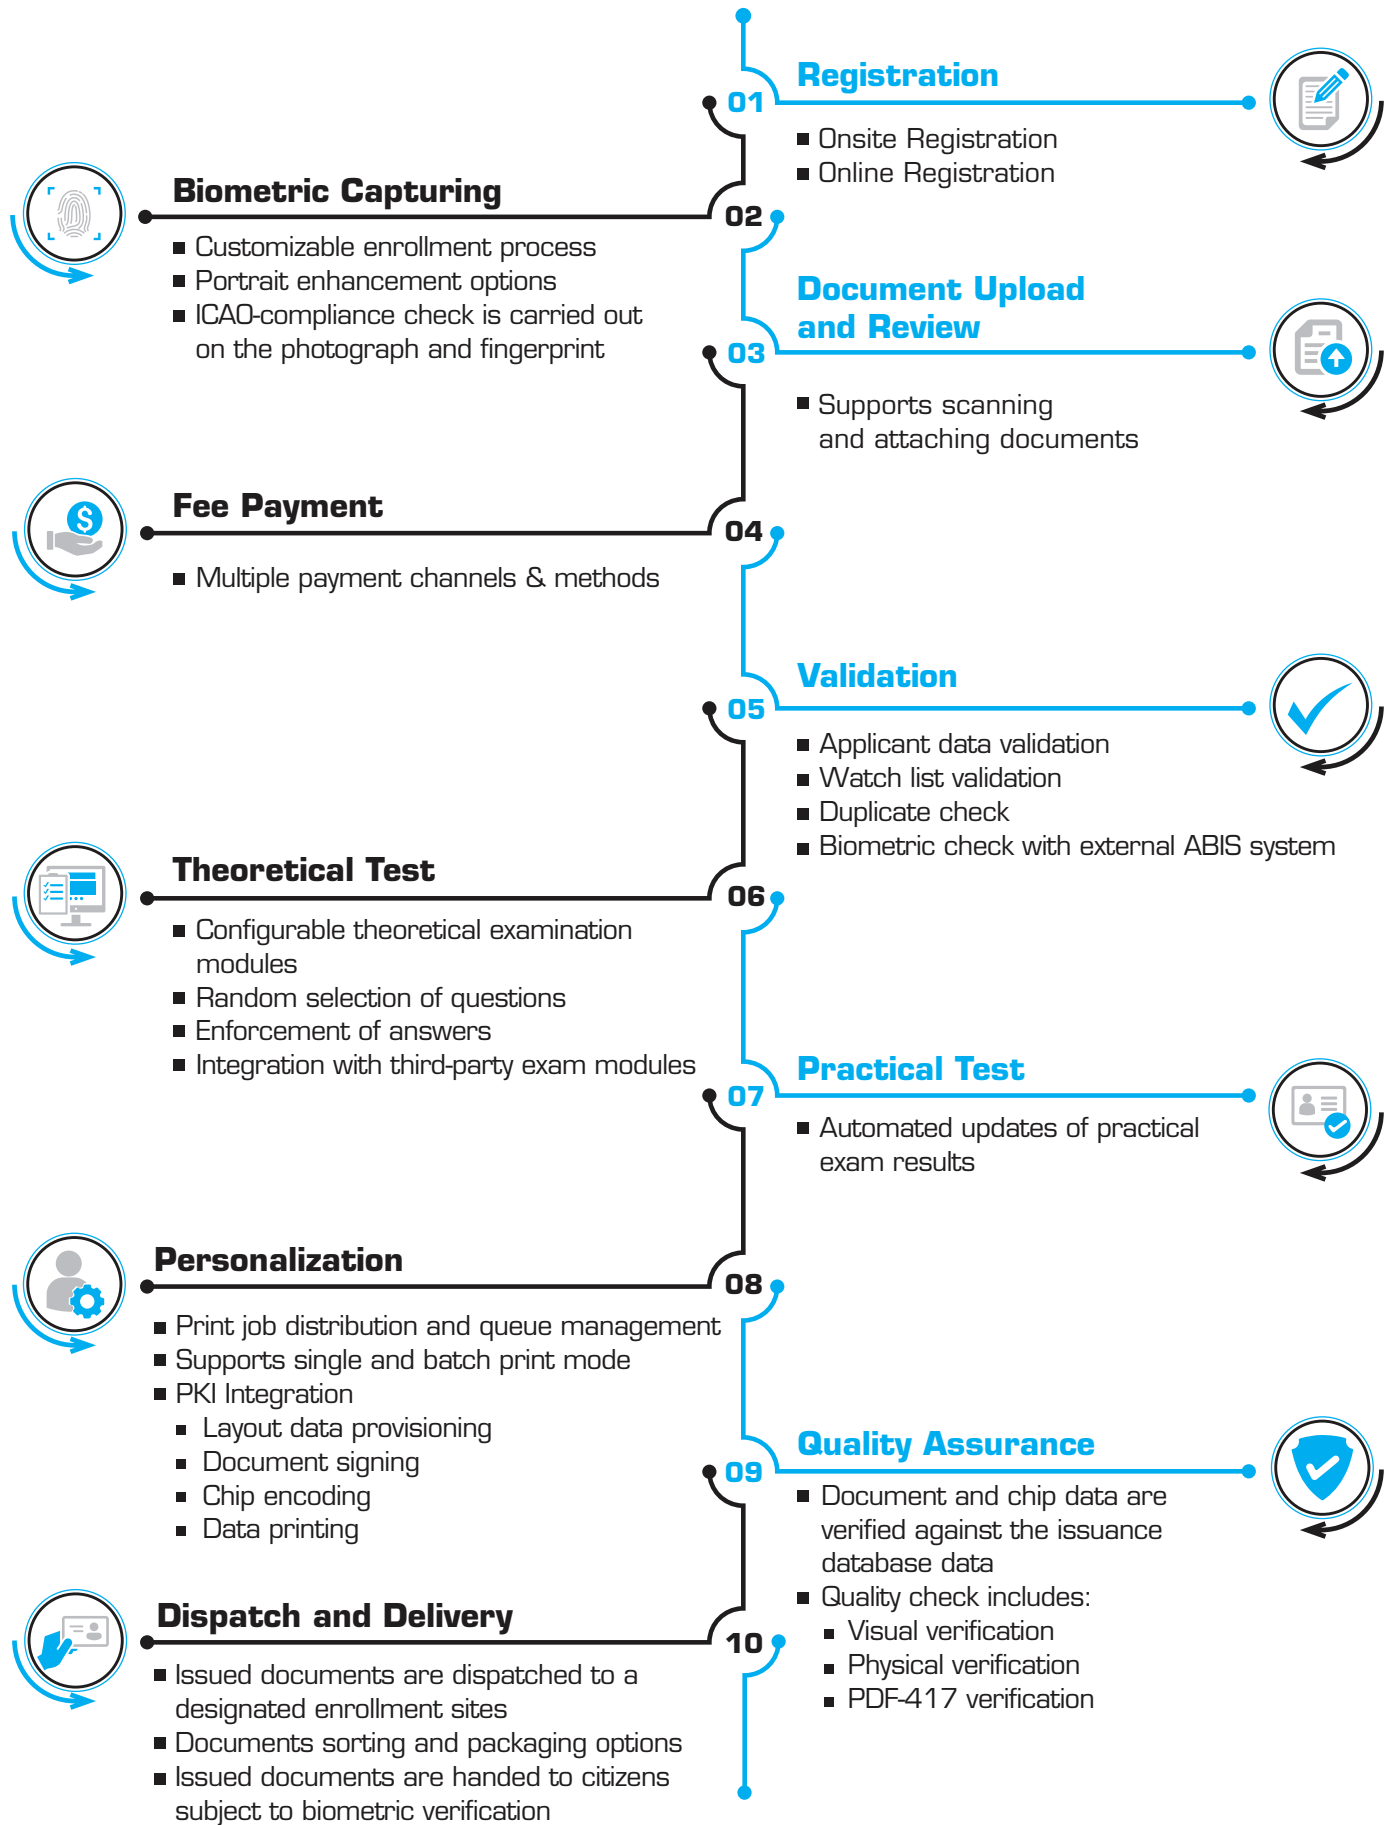 01
Registration
Onsite Registration
Online Registration
Biometric Capturing
02
Customizable enrollment process
Portrait enhancement options
ICAO-compliance check is carried out
on the photograph and fingerprint
Document Upload
and Review
03
Supports scanning
and attaching documents
Fee Payment
04
Multiple payment channels & methods
Validation
05
Applicant data validation
Watch list validation
Duplicate check
Biometric check with external ABIS system
Theoretical Test
06
Configurable theoretical examination
modules
Random selection of questions
Enforcement of answers
Integration with third-party exam modules
Practical Test
07
Automated updates of practical
exam results
Personalization
08
Print job distribution and queue management
Supports single and batch print mode
PKI Integration
Layout data provisioning
Document signing
Chip encoding
Data printing
Quality Assurance
09
Document and chip data are
verified against the issuance
database data
Quality check includes:
Visual verification
Physical verification
PDF-417 verification
Dispatch and Delivery
10
Issued documents are dispatched to a
designated enrollment sites
Documents sorting and packaging options
Issued documents are handed to citizens
subject to biometric verification